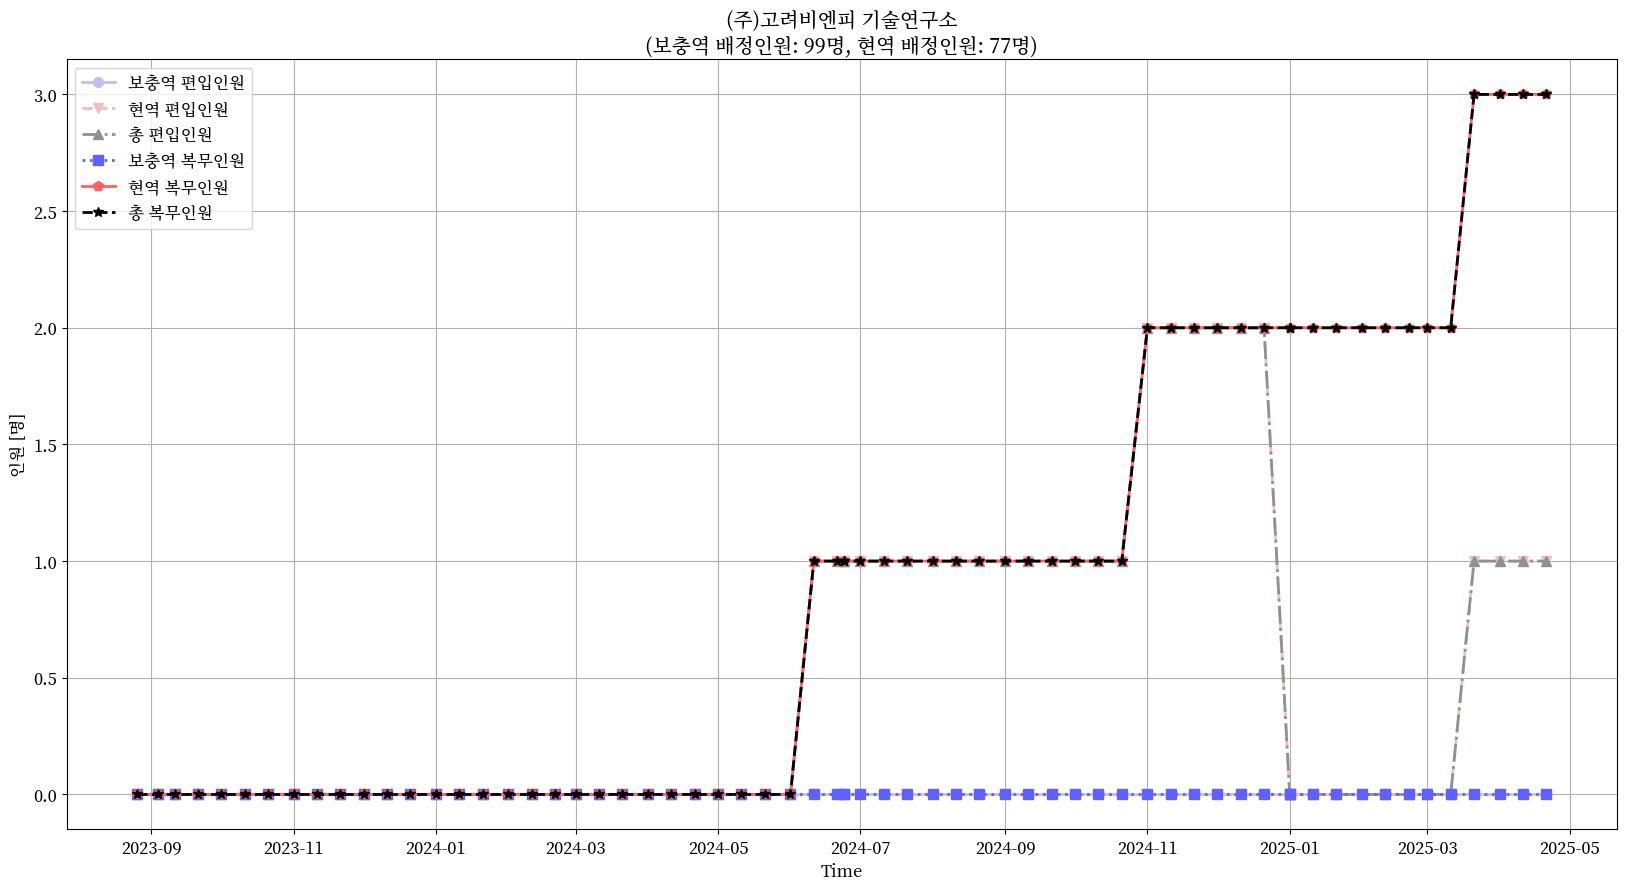 (주)고려비엔피 기술연구소
(보충역 배정인원: 99명, 현역 배정인원: 77명)
보충역 편입인원
현역 편입인원
총 편입인원
보충역 복무인원
현역 복무인원
총 복무인원
인원 [명]
3.0
2.5
2.0
1.5
1.0
0.5
0.0
2023-09 2023-11 2024-01 2024-03 2024-05 2024-07 2024-09 2024-11 2025-01 2025-03 2025-05
Time